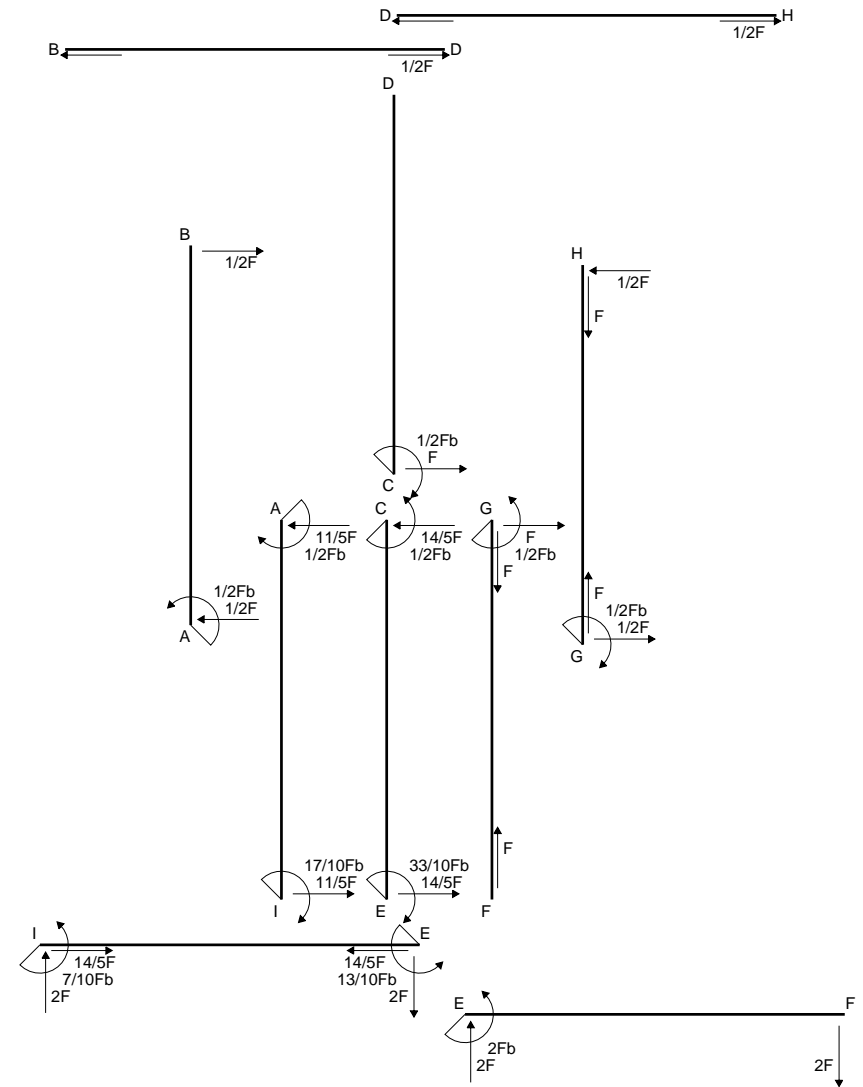 D H
1/2F
B D
1/2F
D
B
1/2F
H
1/2F
F
1/2Fb
F
C
A
11/5F
1/2Fb
C
14/5F
1/2Fb
G
F
1/2Fb
F
1/2Fb
1/2F
A
F
1/2Fb
1/2F
G
17/10Fb
11/5F
I
33/10Fb
14/5F
E
F
F
I E
14/5F
7/10Fb
2F
14/5F
13/10Fb
2F
E F
2Fb
2F
2F